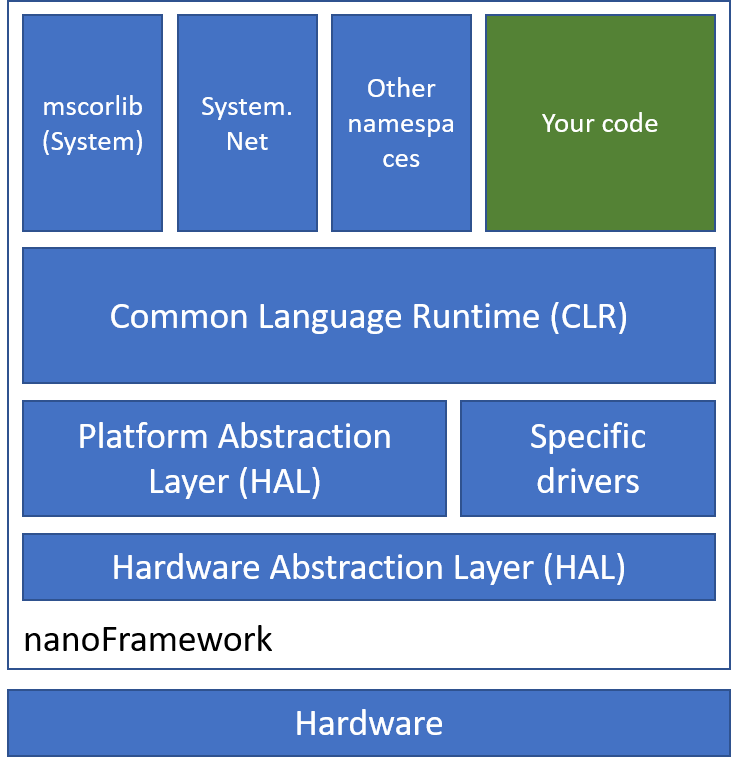 mscorlib
(System)
System.
Net
Other
namespa
ces
Your code
Common Language Runtime (CLR)
Platform Abstraction
Layer (HAL)
Specific
drivers
Hardware Abstraction Layer (HAL)
nanoFramework
Hardware